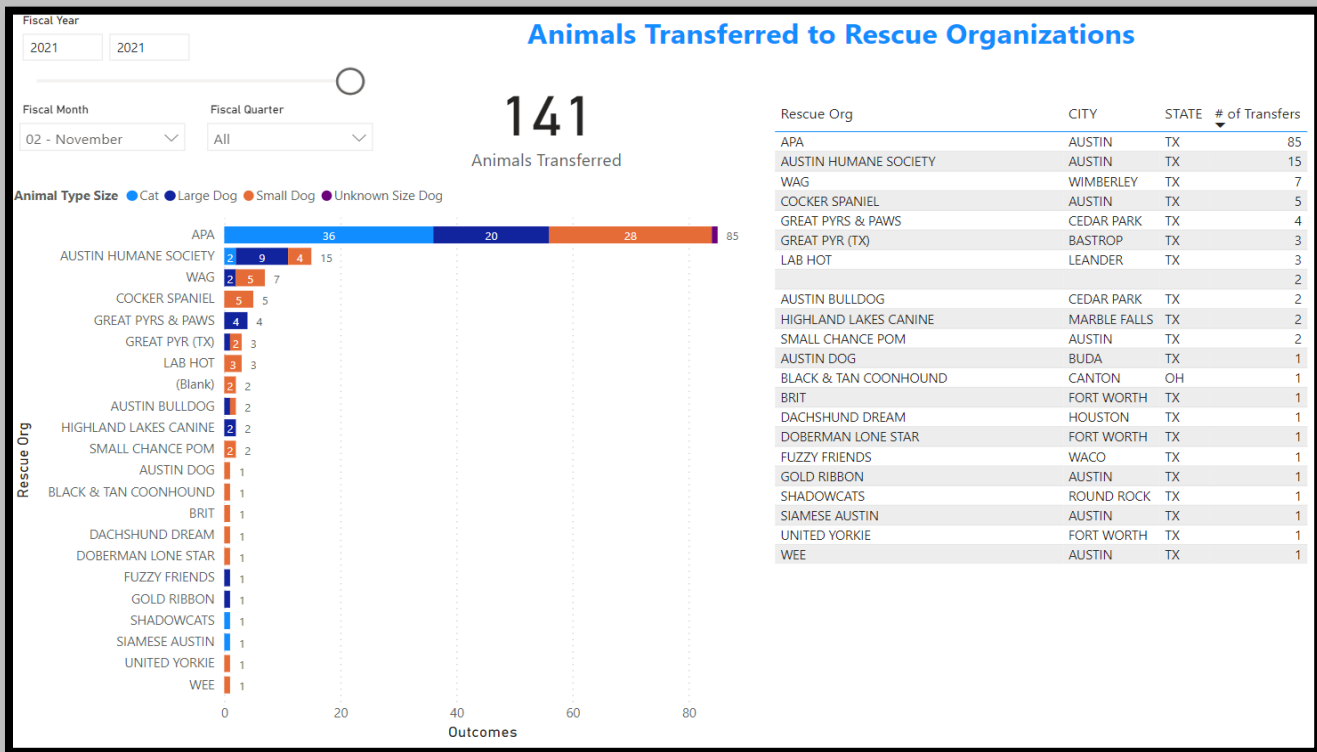 Fiscal Year
2021 2021
Animals Transferred to Rescue Organizations
Fiscal Month Fiscal Quarter
02 - November All
141
Animals Transferred
Animal Type Size Cat Large Dog Small Dog Unknown Size Dog
Rescue Org
APA 36 20 28 85
AUSTIN HUMANE SOCIETY 2 9 4 15
WAG 2 5 7
COCKER SPANIEL 5 5
GREAT PYRS & PAWS 4 4
GREAT PYR (TX) 2 3
LAB HOT 3 3
(Blank) 2 2
AUSTIN BULLDOG 2
HIGHLAND LAKES CANINE 2 2
SMALL CHANCE POM 2 2
AUSTIN DOG 1
BLACK & TAN COONHOUND 1
BRIT 1
DACHSHUND DREAM 1
DOBERMAN LONE STAR 1
FUZZY FRIENDS 1
GOLD RIBBON 1
SHADOWCATS 1
SIAMESE AUSTIN 1
UNITED YORKIE 1
WEE 1
0 20 40 60 80
Outcomes
Rescue Org CITY STATE # of Transfers
APA AUSTIN TX 85
AUSTIN HUMANE SOCIETY AUSTIN TX 15
WAG WIMBERLEY TX 7
COCKER SPANIEL AUSTIN TX 5
GREAT PYRS & PAWS CEDAR PARK TX 4
GREAT PYR (TX) BASTROP TX 3
LAB HOT LEANDER TX 3
2
AUSTIN BULLDOG CEDAR PARK TX 2
HIGHLAND LAKES CANINE MARBLE FALLS TX 2
SMALL CHANCE POM AUSTIN TX 2
AUSTIN DOG BUDA TX 1
BLACK & TAN COONHOUND CANTON OH 1
BRIT FORT WORTH TX 1
DACHSHUND DREAM HOUSTON TX 1
DOBERMAN LONE STAR FORT WORTH TX 1
FUZZY FRIENDS WACO TX 1
GOLD RIBBON AUSTIN TX 1
SHADOWCATS ROUND ROCK TX 1
SIAMESE AUSTIN AUSTIN TX 1
UNITED YORKIE FORT WORTH TX 1
WEE AUSTIN TX 1